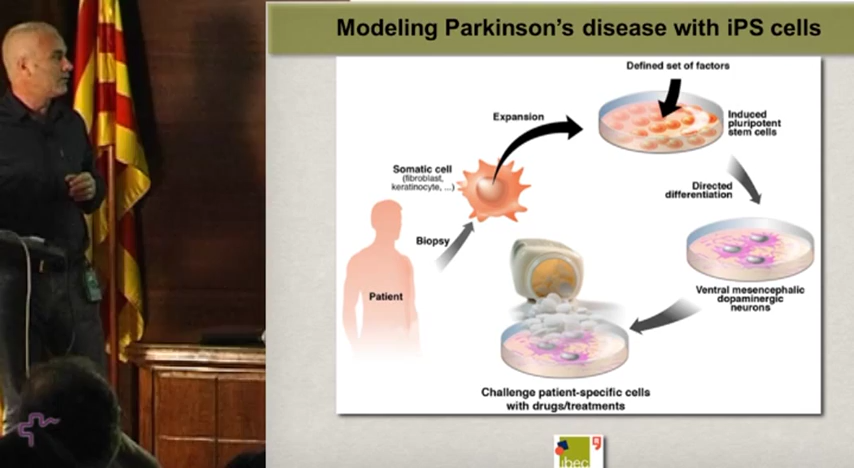 Modeling Parkinson's disease with iPS cells
Defined set of factors
Expansion
Induced
pluripotent
stem cells
Somatic cell
(fibroblast,
keratinocyte, ...)
Directed
differentiation
Biopsy
Patient
Ventral mesencephalic
dopaminergic
neurons
Challenge patient-specific cells
with drugs/treatments
ibec